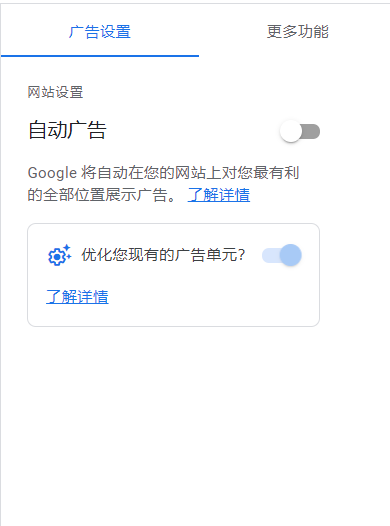 广告设置
更多功能
网站设置
自动广告
Google 将自动在您的网站上对您最有利
的全部位置展示广告。 了解详情
优化您现有的广告单元?
了解详情